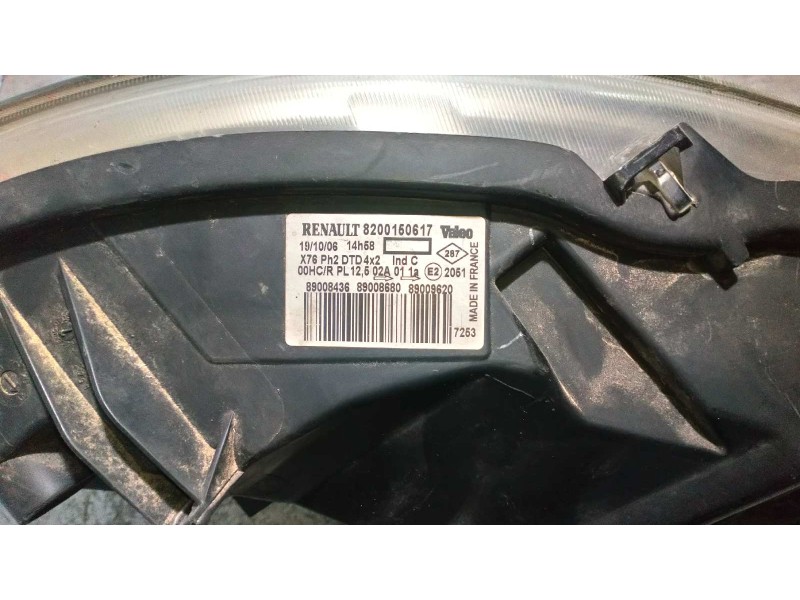 RENAULT 8200150617 Valeo
19/10/06 14h58
X76 Ph2 DTD 4x2 Ind C 287
00HC/R PL 12,5 02A 01 1a E2 2051
89008436 89008680 89009620
7253
MADE IN FRANCE